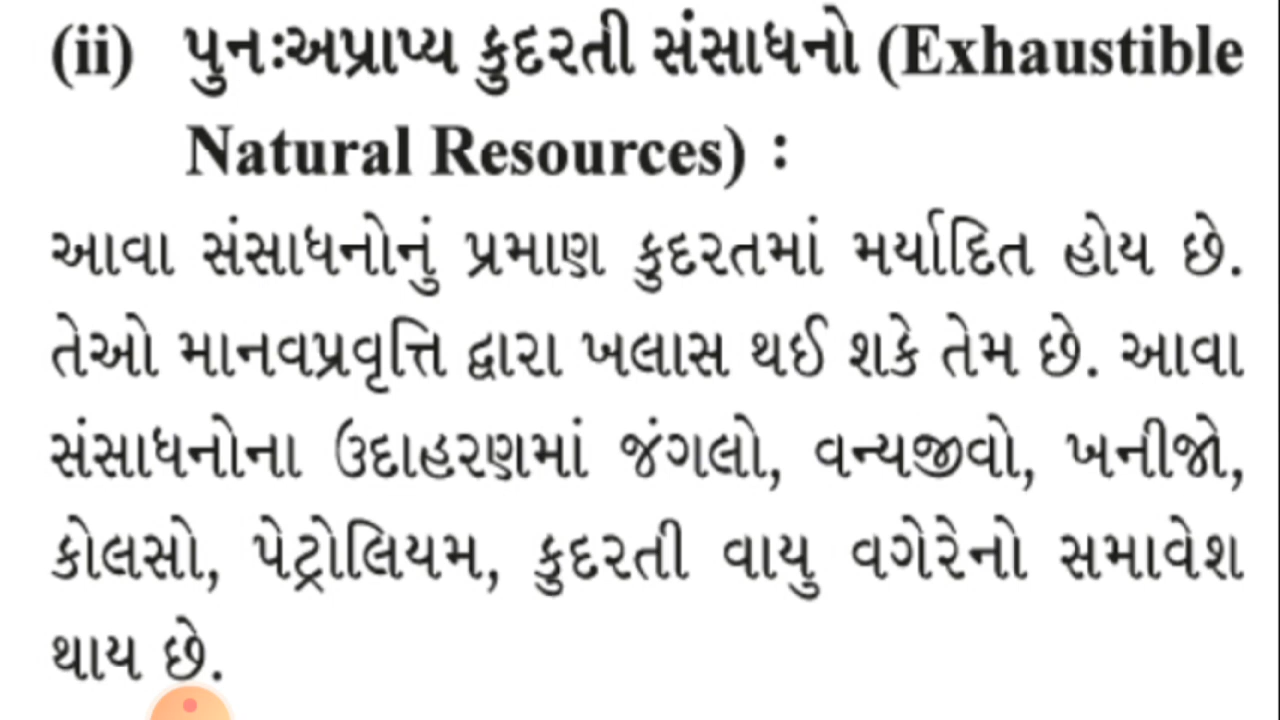 (ii) પુનઃઅપ્રાપ્ય કુદરતી સંસાધનો (Exhaustible
Natural Resources) :
આવા સંસાધનોનું પ્રમાણ કુદરતમાં મર્યાદિત હોય છે.
તેઓ માનવપ્રવૃત્તિ દ્વારા ખલાસ થઈ શકે તેમ છે. આવા
સંસાધનોના ઉદાહરણમાં જંગલો, વન્યજીવો, ખનીજો,
કોલસો, પેટ્રોલિયમ, કુદરતી વાયુ વગેરેનો સમાવેશ
થાય છે.